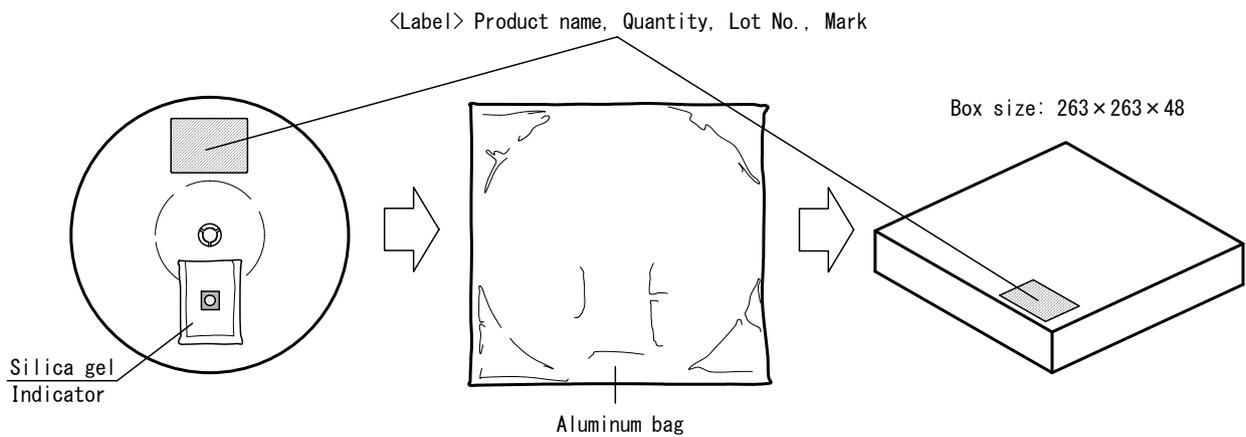 <Label> Product name, Quantity, Lot No., Mark
Box size: 263×263×48
Silica gel
Indicator
Aluminum bag